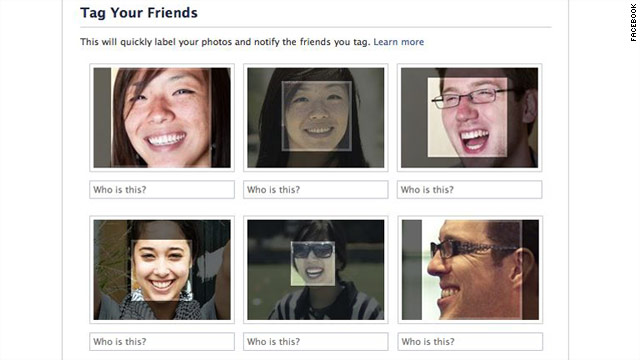 Tag Your Friends
This will quickly label your photos and notify the friends you tag. Learn more
Who is this?
Who is this?
Who is this?
Who is this?
Who is this?
Who is this?
FACEBOOK